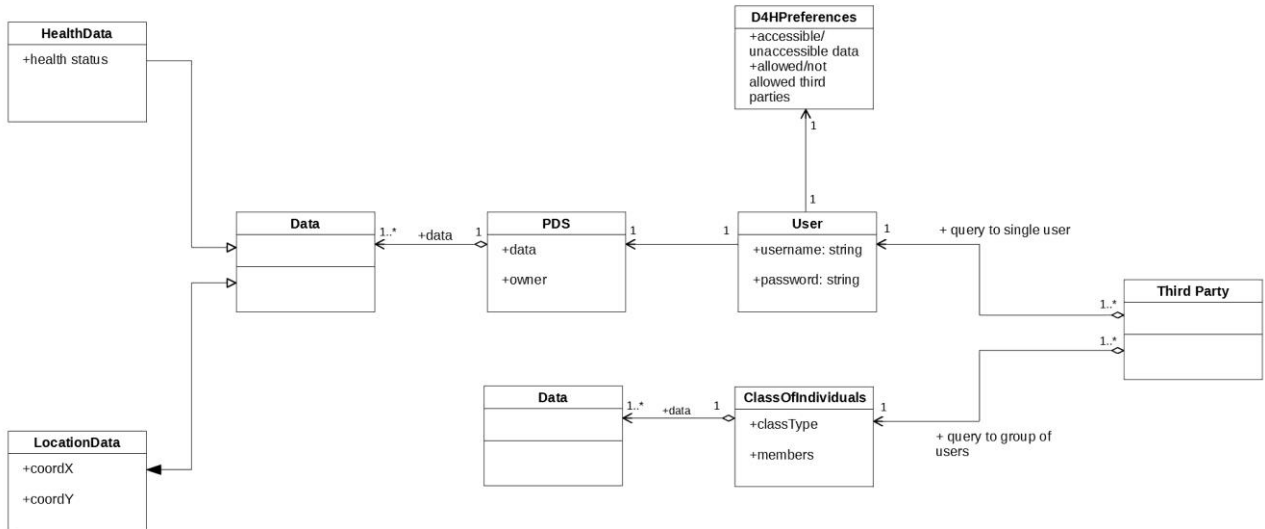 D4HPreferences
+accessible/
unaccessible data
+allowed/not
allowed third
parties
HealthData
+health status
1
1
Data
1..*
+data
1
PDS
+data
+owner
1
1
User
+username: string
+password: string
1
+ query to single user
Third Party
1..*
1..*
Data
1..*
+data
1
ClassOfIndividuals
+classType
+members
1
+ query to group of
users
LocationData
+coordX
+coordY